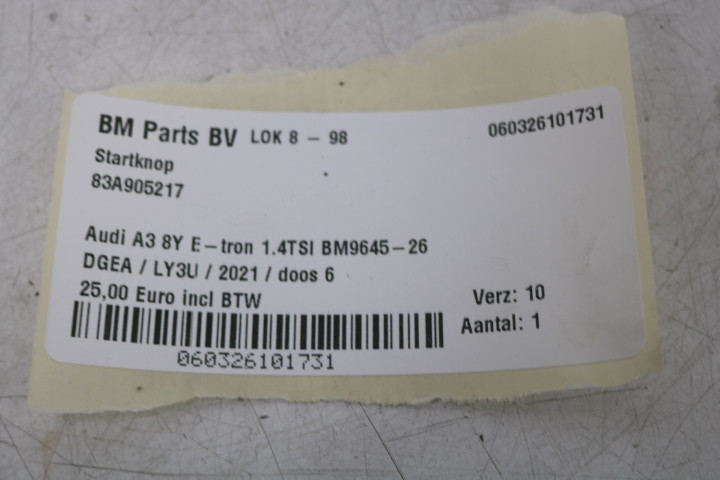 BM Parts BV LOK 8 - 98 060326101731
Startknop
83A905217
Audi A3 8Y E-tron 1.4TSI BM9645-26
DGEA / LY3U / 2021 / doos 6
25,00 Euro incl BTW Verz: 10
Aantal: 1
060326101731